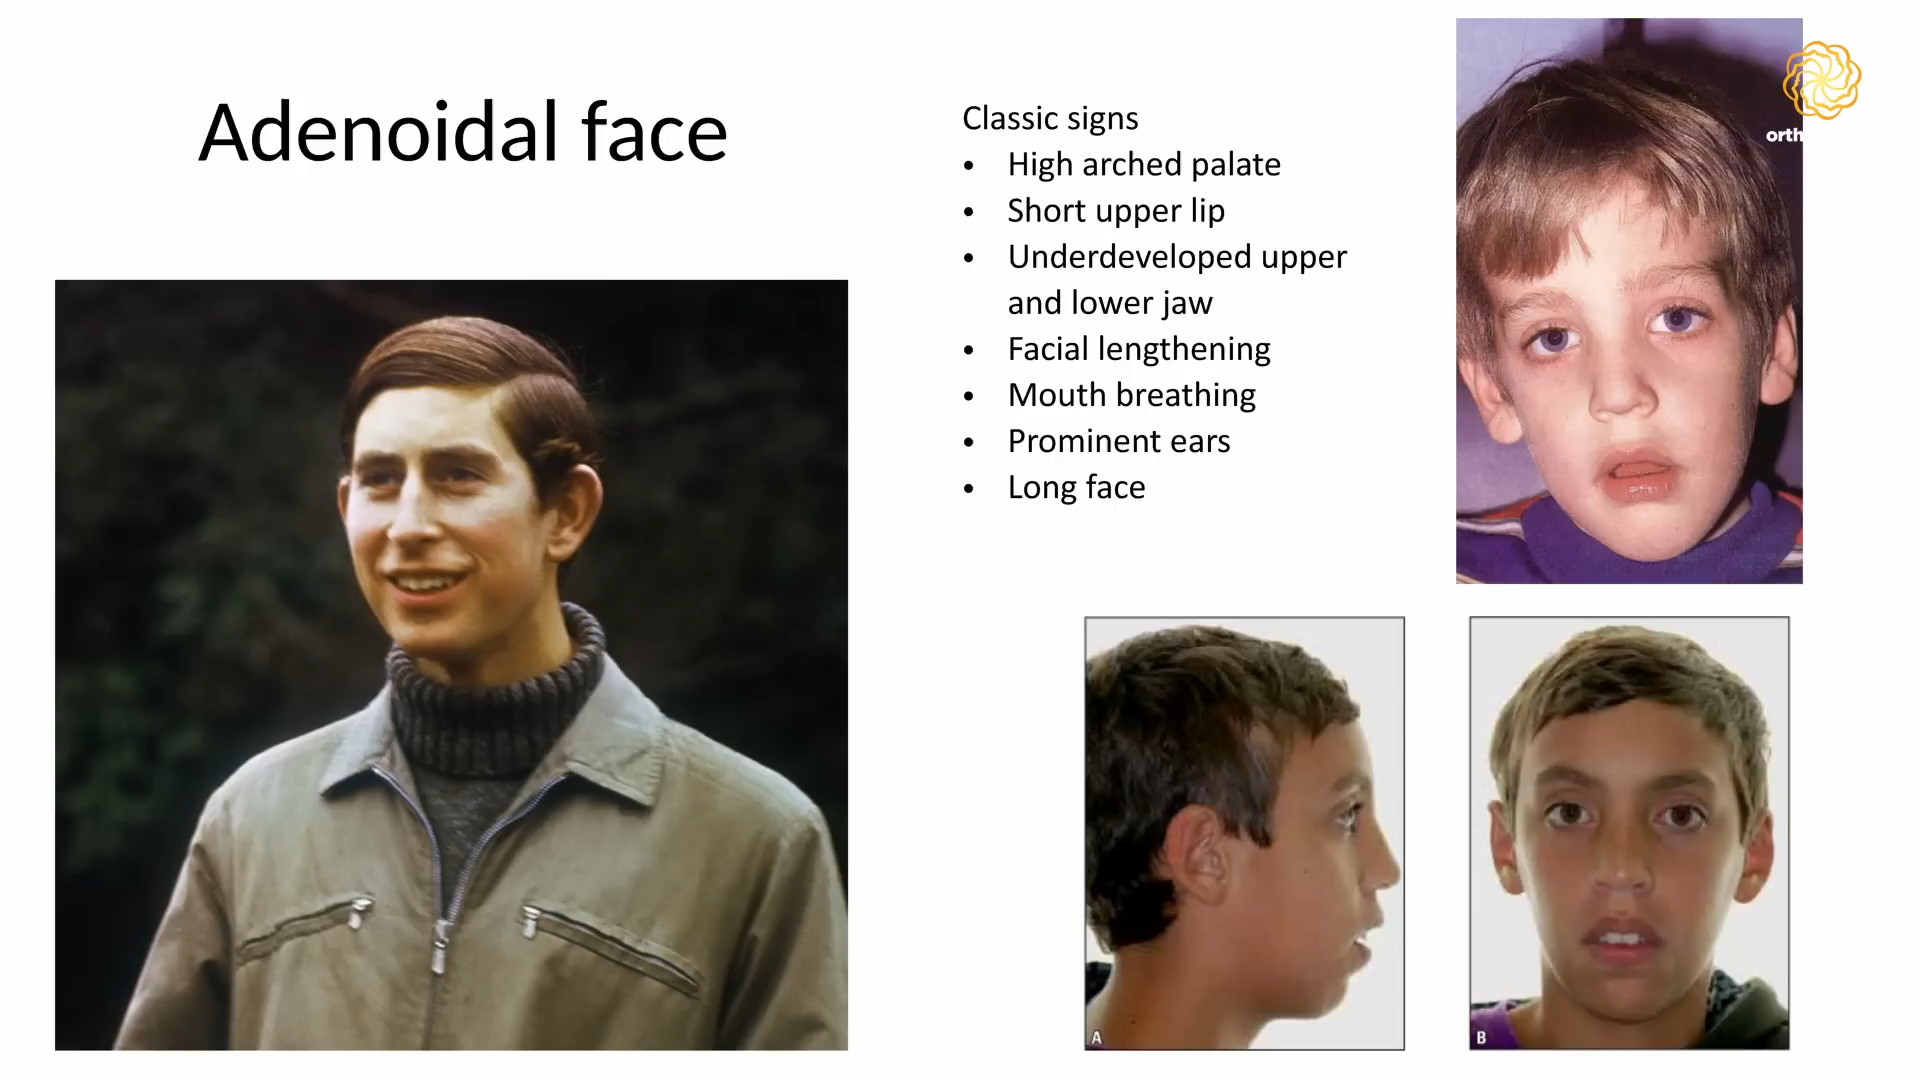 Adenoidal face
Classic signs
• High arched palate
• Short upper lip
• Underdeveloped upper
and lower jaw
• Facial lengthening
• Mouth breathing
• Prominent ears
• Long face
orth
A
B